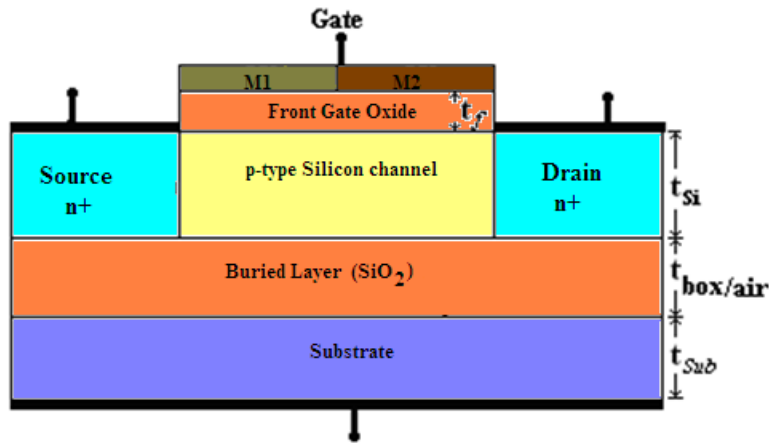 Gate
M1 M2
Front Gate Oxide t_f
Source
n+
p-type Silicon channel
Drain
n+
t_Si
Buried Layer (SiO₂)
t_box/air
Substrate
t_Sub